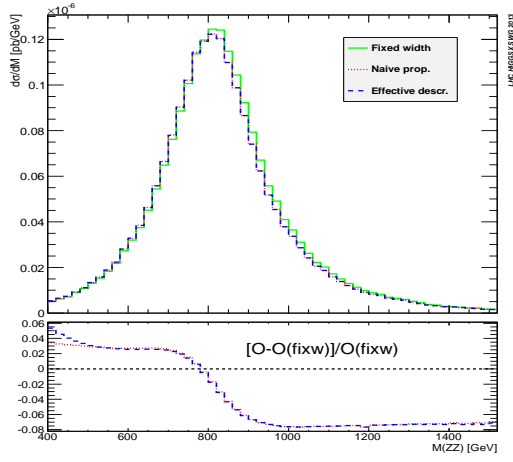 ×10⁻⁶
dσ/dM [pb/GeV]
0.12
0.1
0.08
0.06
0.04
0.02
0
Fixed width
Naive prop.
Effective descr.
LHC HIGGS XS WG 2013
0.06
0.04
0.02
0
-0.02
-0.04
-0.06
-0.08
[O-O(fixw)]/O(fixw)
400 600 800 1000 1200 1400
M(ZZ) [GeV]